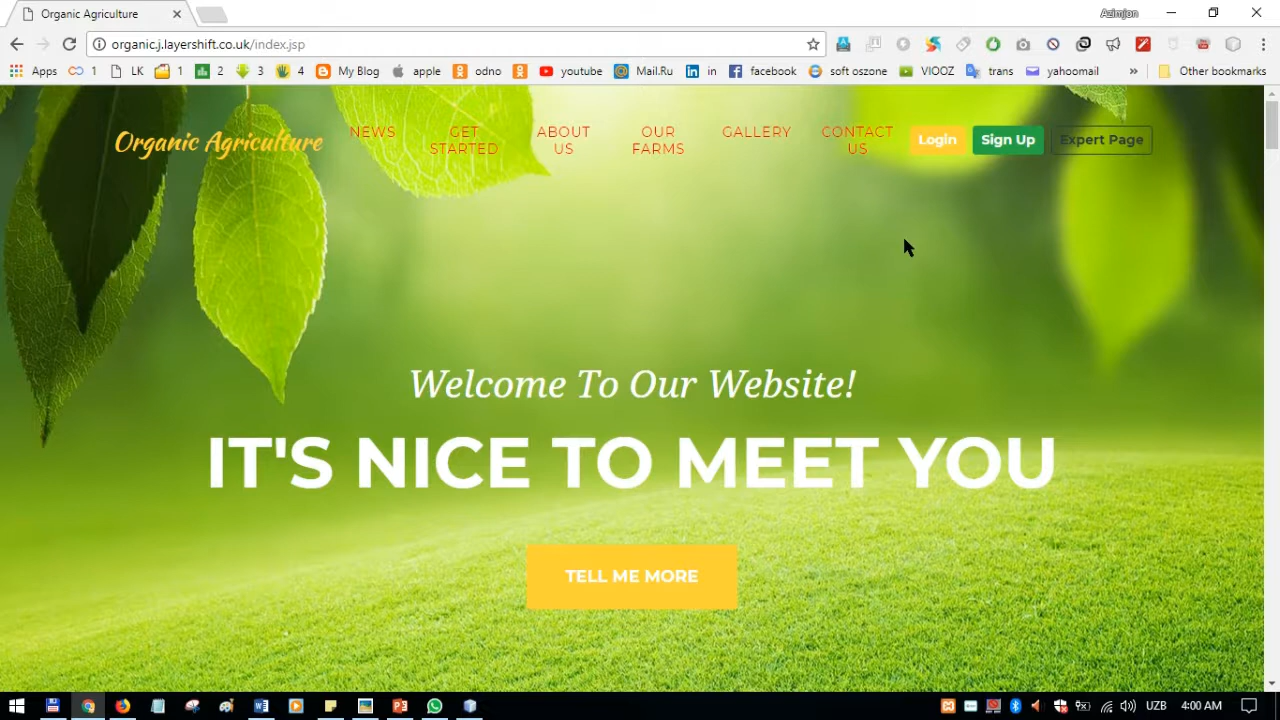 Organic Agriculture
Azimjon
organic.j.layershift.co.uk/index.jsp
Apps 1 LK 1 2 3 4 My Blog apple odno youtube Mail.Ru in facebook soft oszone VIOOZ trans yahoomail » Other bookmarks
Organic Agriculture
NEWS
GET
STARTED
ABOUT
US
OUR
FARMS
GALLERY
CONTACT
US
Login
Sign Up
Expert Page
Welcome To Our Website!
IT'S NICE TO MEET YOU
TELL ME MORE
UZB 4:00 AM